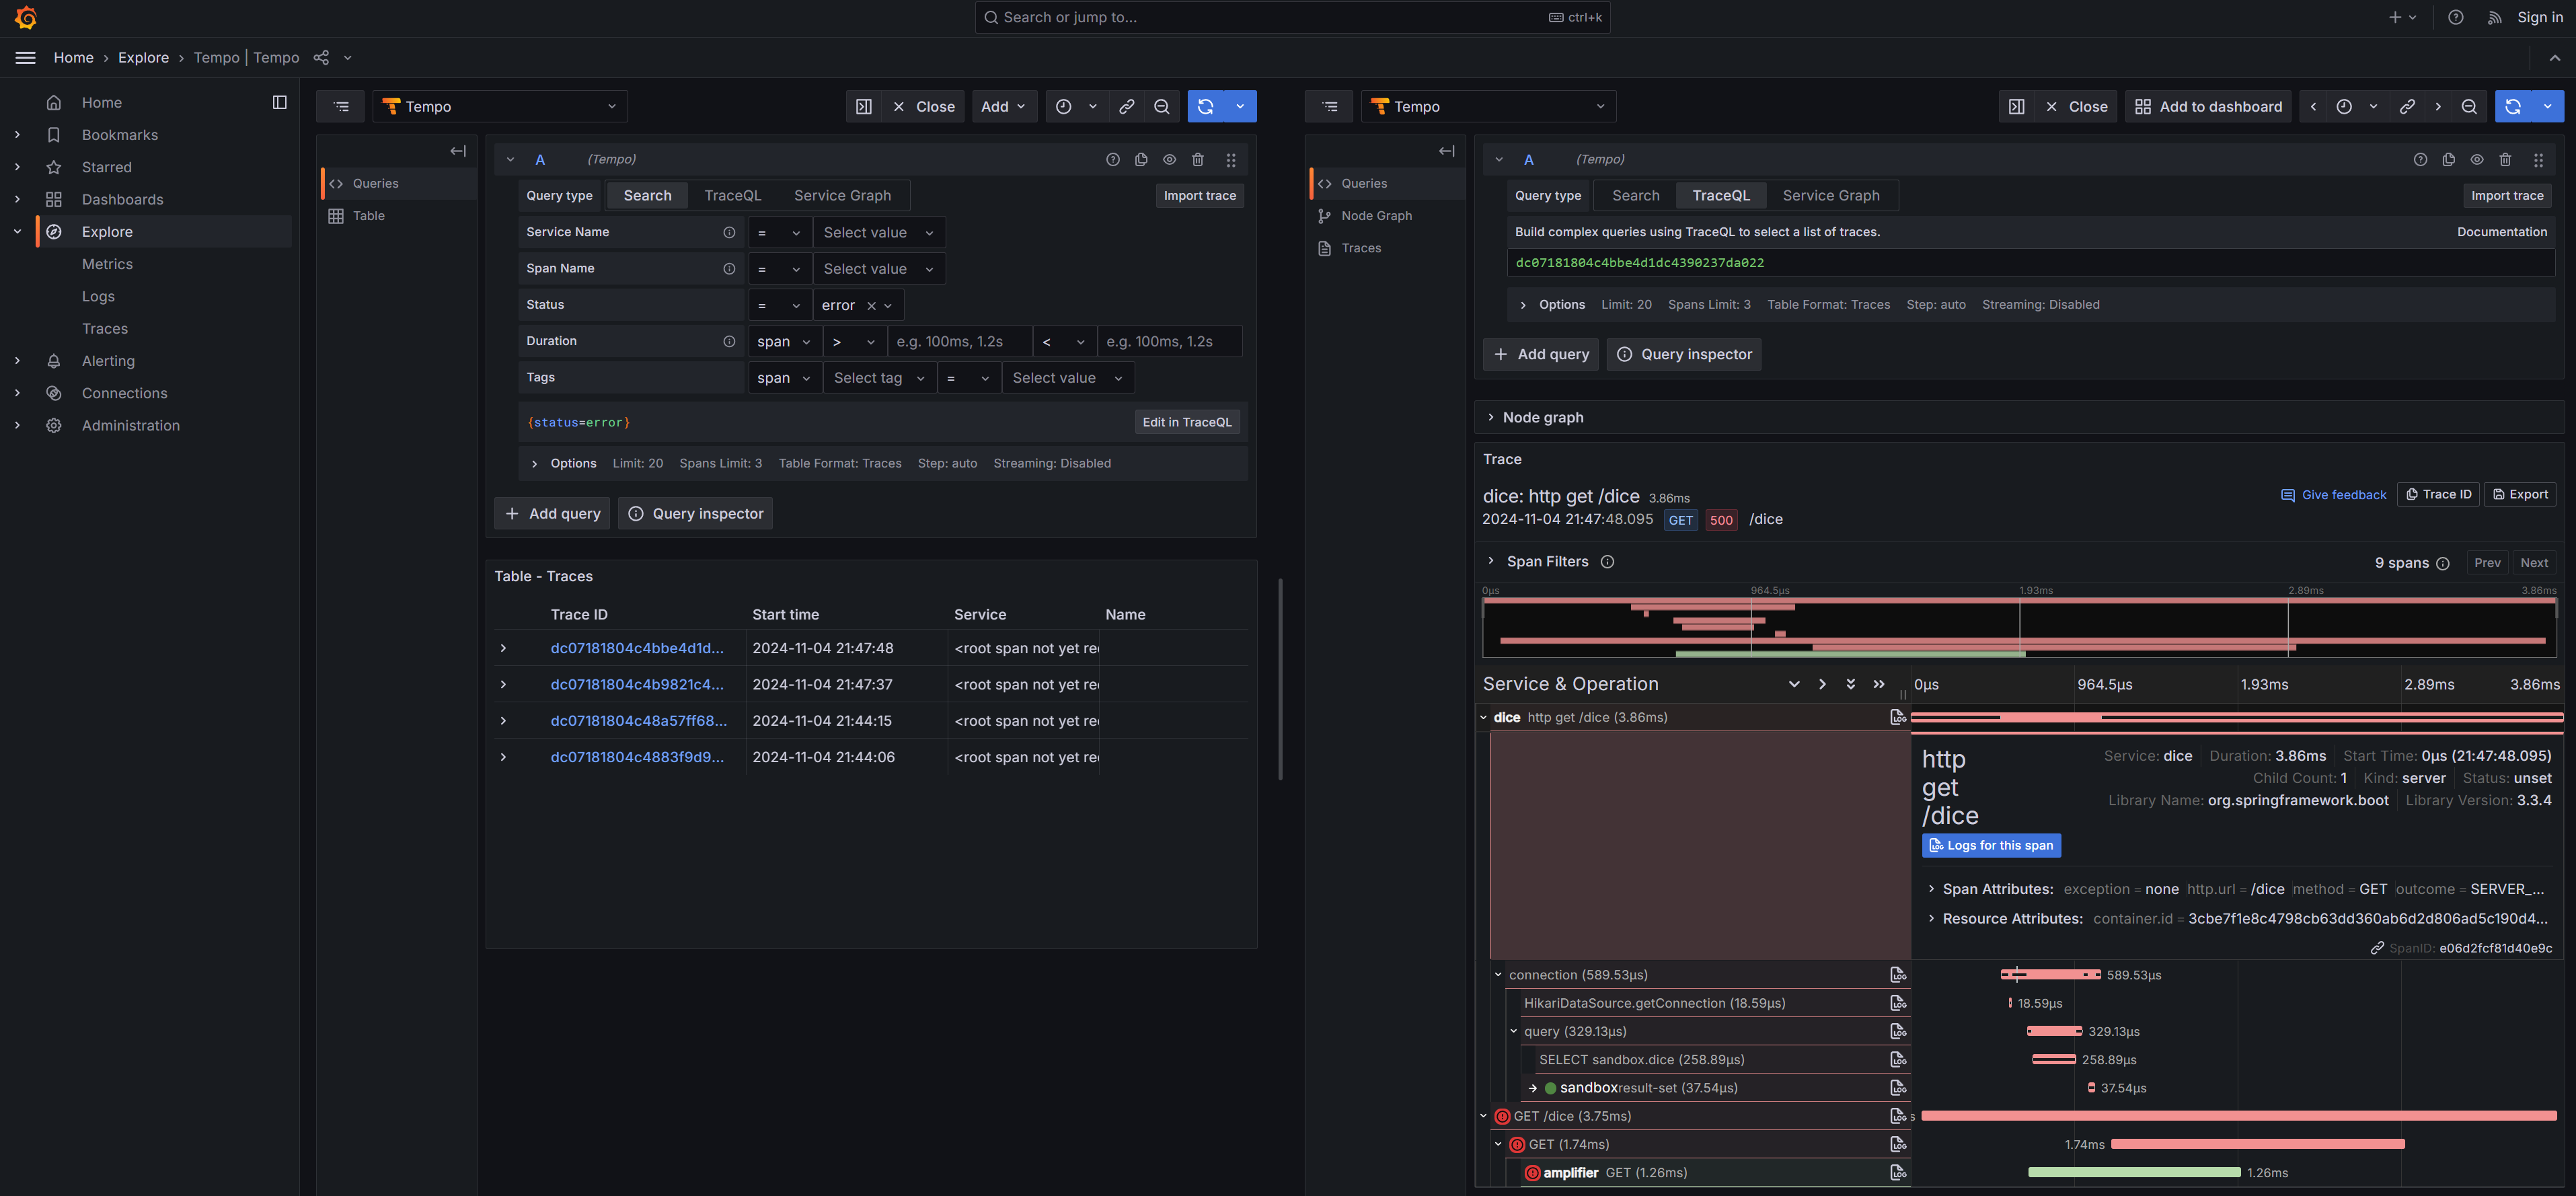 Search or jump to... ctrl+k Sign in
Home › Explore › Tempo | Tempo
Home
Bookmarks
Starred
Dashboards
Explore
Metrics
Logs
Traces
Alerting
Connections
Administration
Tempo Close Add
Queries
Table
A (Tempo)
Query type Search TraceQL Service Graph Import trace
Service Name = Select value
Span Name = Select value
Status = error
Duration span > e.g. 100ms, 1.2s < e.g. 100ms, 1.2s
Tags span Select tag = Select value
{status=error} Edit in TraceQL
Options Limit: 20 Spans Limit: 3 Table Format: Traces Step: auto Streaming: Disabled
+ Add query Query inspector
Table - Traces
Trace ID Start time Service Name
dc07181804c4bbe4d1d... 2024-11-04 21:47:48 <root span not yet re
dc07181804c4b9821c4... 2024-11-04 21:47:37 <root span not yet re
dc07181804c48a57ff68... 2024-11-04 21:44:15 <root span not yet re
dc07181804c4883f9d9... 2024-11-04 21:44:06 <root span not yet re
Tempo Close Add to dashboard
Queries
Node Graph
Traces
A (Tempo)
Query type Search TraceQL Service Graph Import trace
Build complex queries using TraceQL to select a list of traces. Documentation
dc07181804c4bbe4d1dc4390237da022
Options Limit: 20 Spans Limit: 3 Table Format: Traces Step: auto Streaming: Disabled
+ Add query Query inspector
Node graph
Trace
dice: http get /dice 3.86ms Give feedback Trace ID Export
2024-11-04 21:47:48.095 GET 500 /dice
Span Filters 9 spans Prev Next
0μs 964.5μs 1.93ms 2.89ms 3.86ms
Service & Operation 0μs 964.5μs 1.93ms 2.89ms 3.86ms
dice http get /dice (3.86ms) LOG
http get /dice
Service: dice Duration: 3.86ms Start Time: 0μs (21:47:48.095)
Child Count: 1 Kind: server Status: unset
Library Name: org.springframework.boot Library Version: 3.3.4
LOG Logs for this span
Span Attributes: exception = none http.url = /dice method = GET outcome = SERVER_...
Resource Attributes: container.id = 3cbe7f1e8c4798cb63dd360ab6d2d806ad5c190d4...
SpanID: e06d2fcf81d40e9c
connection (589.53μs) LOG 589.53μs
HikariDataSource.getConnection (18.59μs) LOG 18.59μs
query (329.13μs) LOG 329.13μs
SELECT sandbox.dice (258.89μs) LOG 258.89μs
sandbox result-set (37.54μs) LOG 37.54μs
GET /dice (3.75ms) LOG s
GET (1.74ms) LOG 1.74ms
amplifier GET (1.26ms) LOG 1.26ms